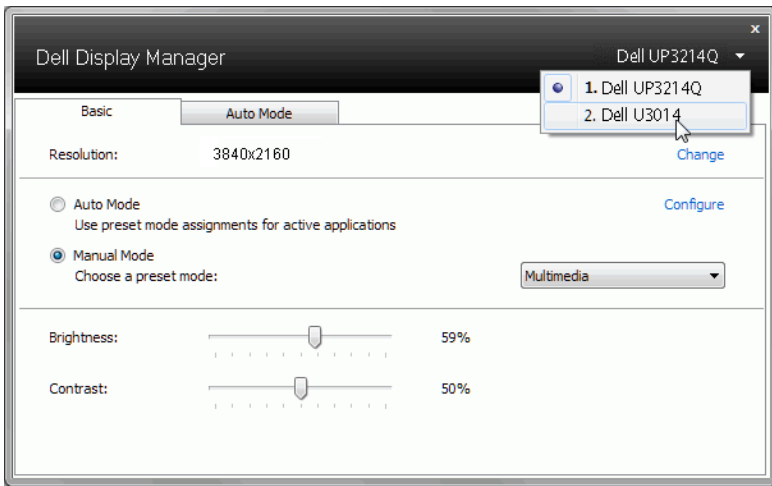 x
Dell Display Manager
Dell UP3214Q
1. Dell UP3214Q
2. Dell U3014
Basic
Auto Mode
Resolution:
3840x2160
Change
Auto Mode
Configure
Use preset mode assignments for active applications
Manual Mode
Choose a preset mode:
Multimedia
Brightness:
59%
Contrast:
50%